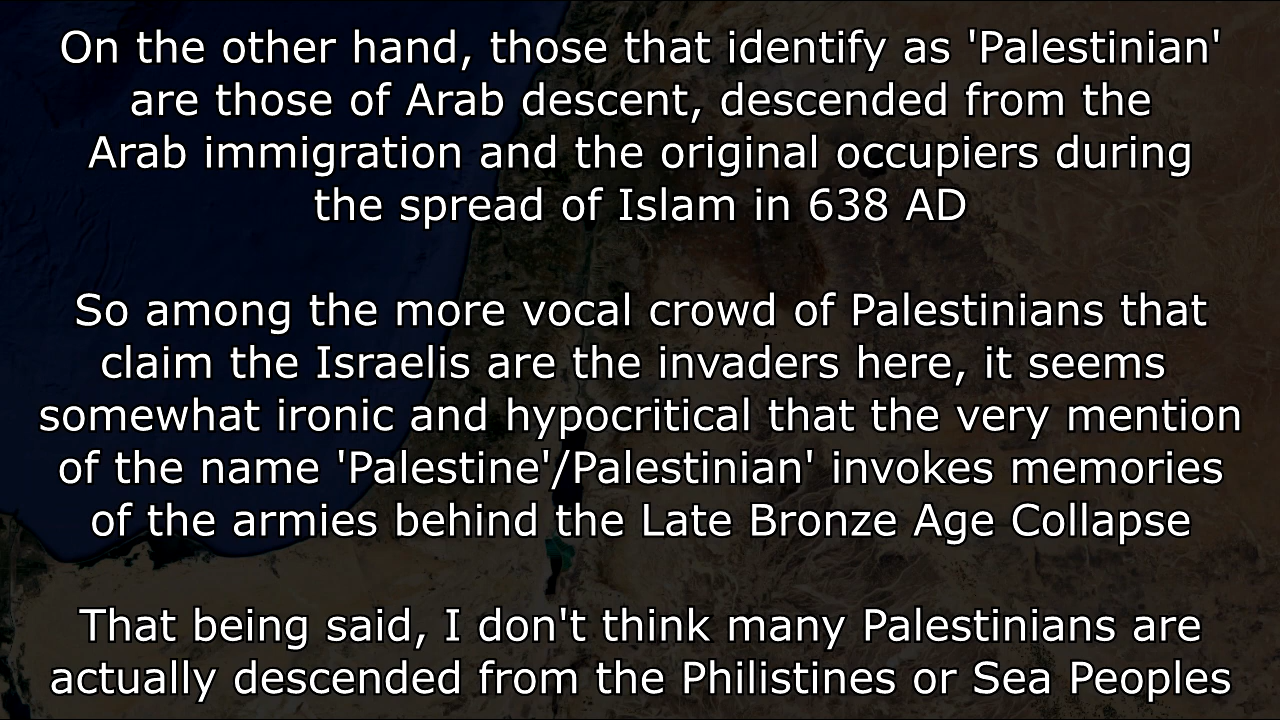 On the other hand, those that identify as 'Palestinian'
are those of Arab descent, descended from the
Arab immigration and the original occupiers during
the spread of Islam in 638 AD
So among the more vocal crowd of Palestinians that
claim the Israelis are the invaders here, it seems
somewhat ironic and hypocritical that the very mention
of the name 'Palestine'/Palestinian' invokes memories
of the armies behind the Late Bronze Age Collapse
That being said, I don't think many Palestinians are
actually descended from the Philistines or Sea Peoples